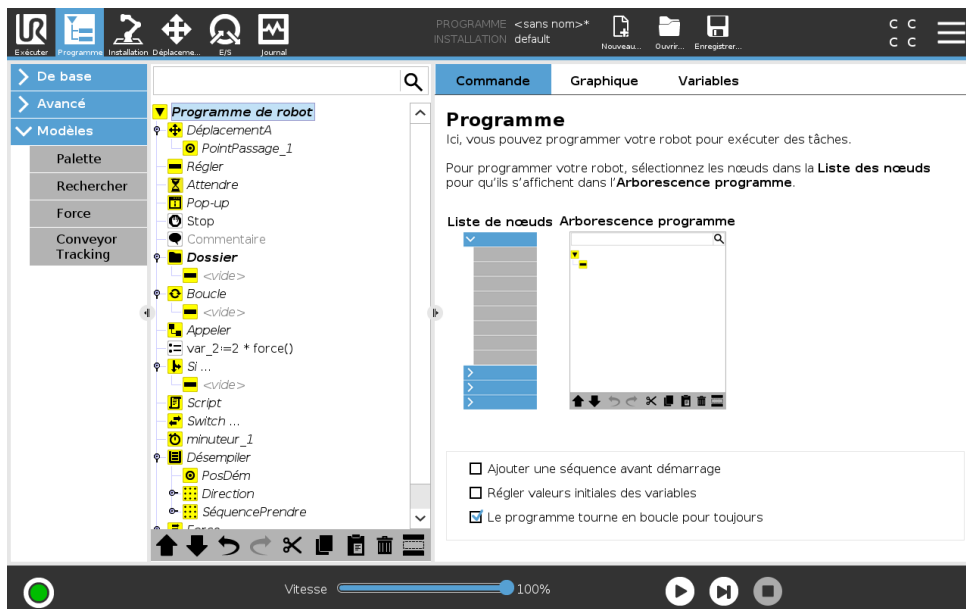 PROGRAMME <sans nom>*
INSTALLATION default
Exécuter
Programme
Installation
Déplaceme...
E/S
Journal
Nouveau...
Ouvrir...
Enregistrer...
C C
C C
De base
Avancé
Modèles
Palette
Rechercher
Force
Conveyor
Tracking
Programme de robot
DéplacementA
PointPassage_1
Régler
Attendre
Pop-up
Stop
Commentaire
Dossier
<vide>
Boucle
<vide>
Appeler
var_2:=2 * force()
Si ...
<vide>
Script
Switch ...
minuteur_1
Désempiler
PosDém
Direction
SéquencePrendre
Force
Commande
Graphique
Variables
Programme
Ici, vous pouvez programmer votre robot pour exécuter des tâches.
Pour programmer votre robot, sélectionnez les nœuds dans la Liste des nœuds
pour qu'ils s'affichent dans l'Arborescence programme.
Liste de nœuds
Arborescence programme
Ajouter une séquence avant démarrage
Régler valeurs initiales des variables
Le programme tourne en boucle pour toujours
Vitesse
100%